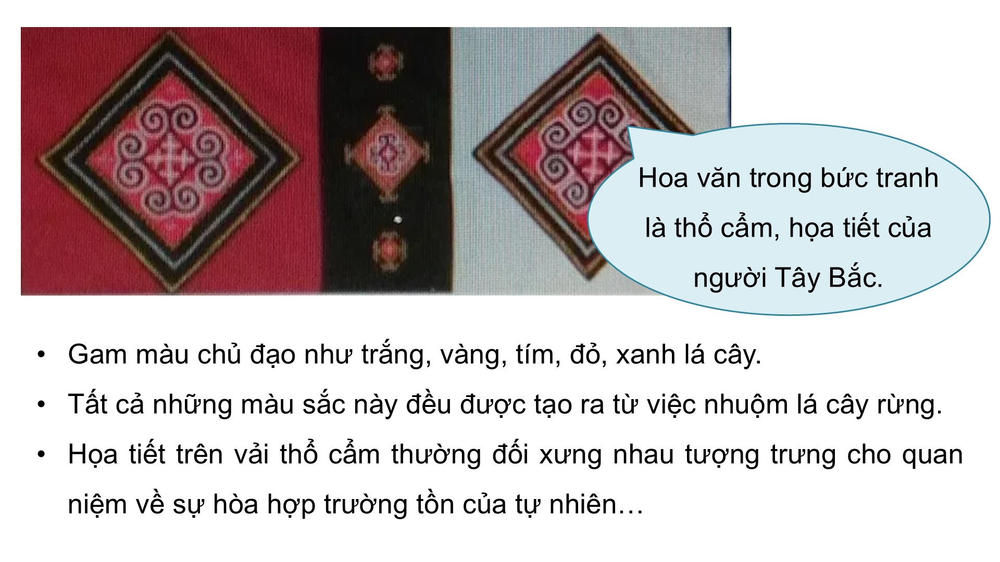 Hoa văn trong bức tranh
là thổ cẩm, họa tiết của
người Tây Bắc.
• Gam màu chủ đạo như trắng, vàng, tím, đỏ, xanh lá cây.
• Tất cả những màu sắc này đều được tạo ra từ việc nhuộm lá cây rừng.
• Họa tiết trên vải thổ cẩm thường đối xưng nhau tượng trưng cho quan
niệm về sự hòa hợp trường tồn của tự nhiên…